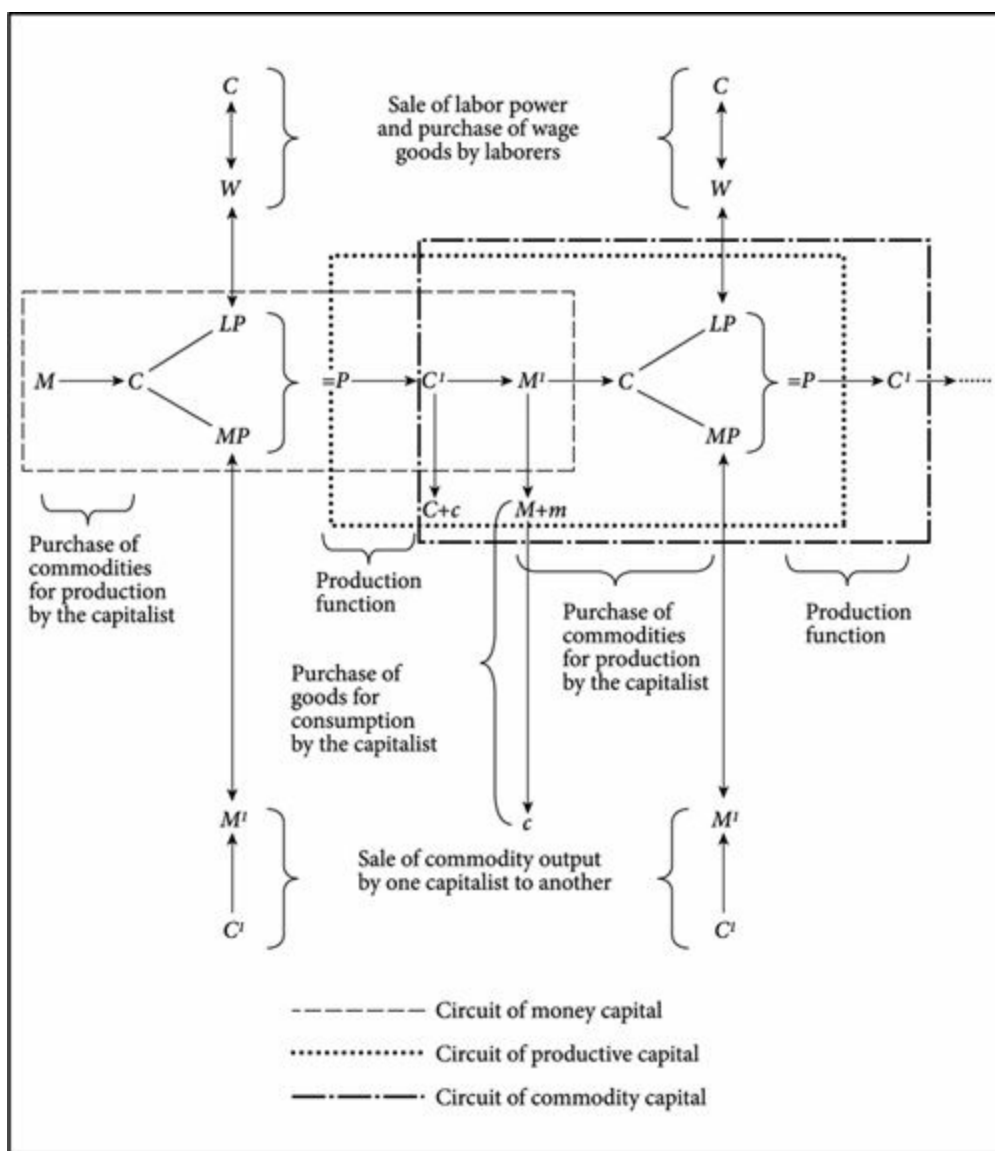 C
C
Sale of labor power
and purchase of wage
goods by laborers
W
W
LP
LP
M
C
=P
C¹
M¹
C
=P
C¹
......
MP
MP
C+c
M+m
Purchase of
commodities
for production
by the capitalist
Production
function
Purchase of
commodities
for production
by the capitalist
Production
function
Purchase of
goods for
consumption
by the capitalist
M¹
c
M¹
Sale of commodity output
by one capitalist to another
C¹
C¹
Circuit of money capital
Circuit of productive capital
Circuit of commodity capital